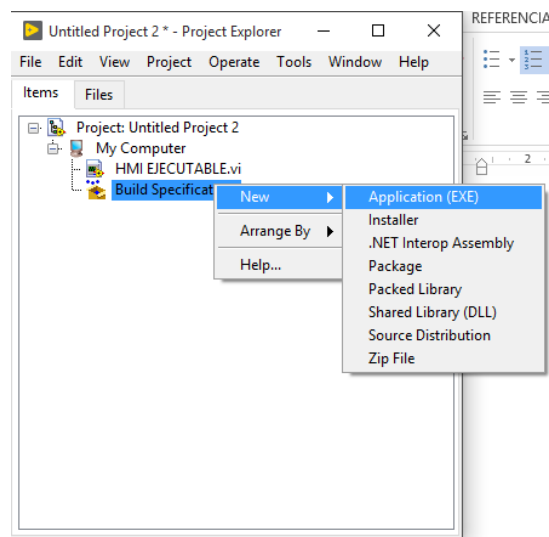 Untitled Project 2 * - Project Explorer
REFERENCIA
File Edit View Project Operate Tools Window Help
Items Files
Project: Untitled Project 2
My Computer
HMI EJECUTABLE.vi
Build Specificat
New
Arrange By
Help...
Application (EXE)
Installer
.NET Interop Assembly
Package
Packed Library
Shared Library (DLL)
Source Distribution
Zip File
2